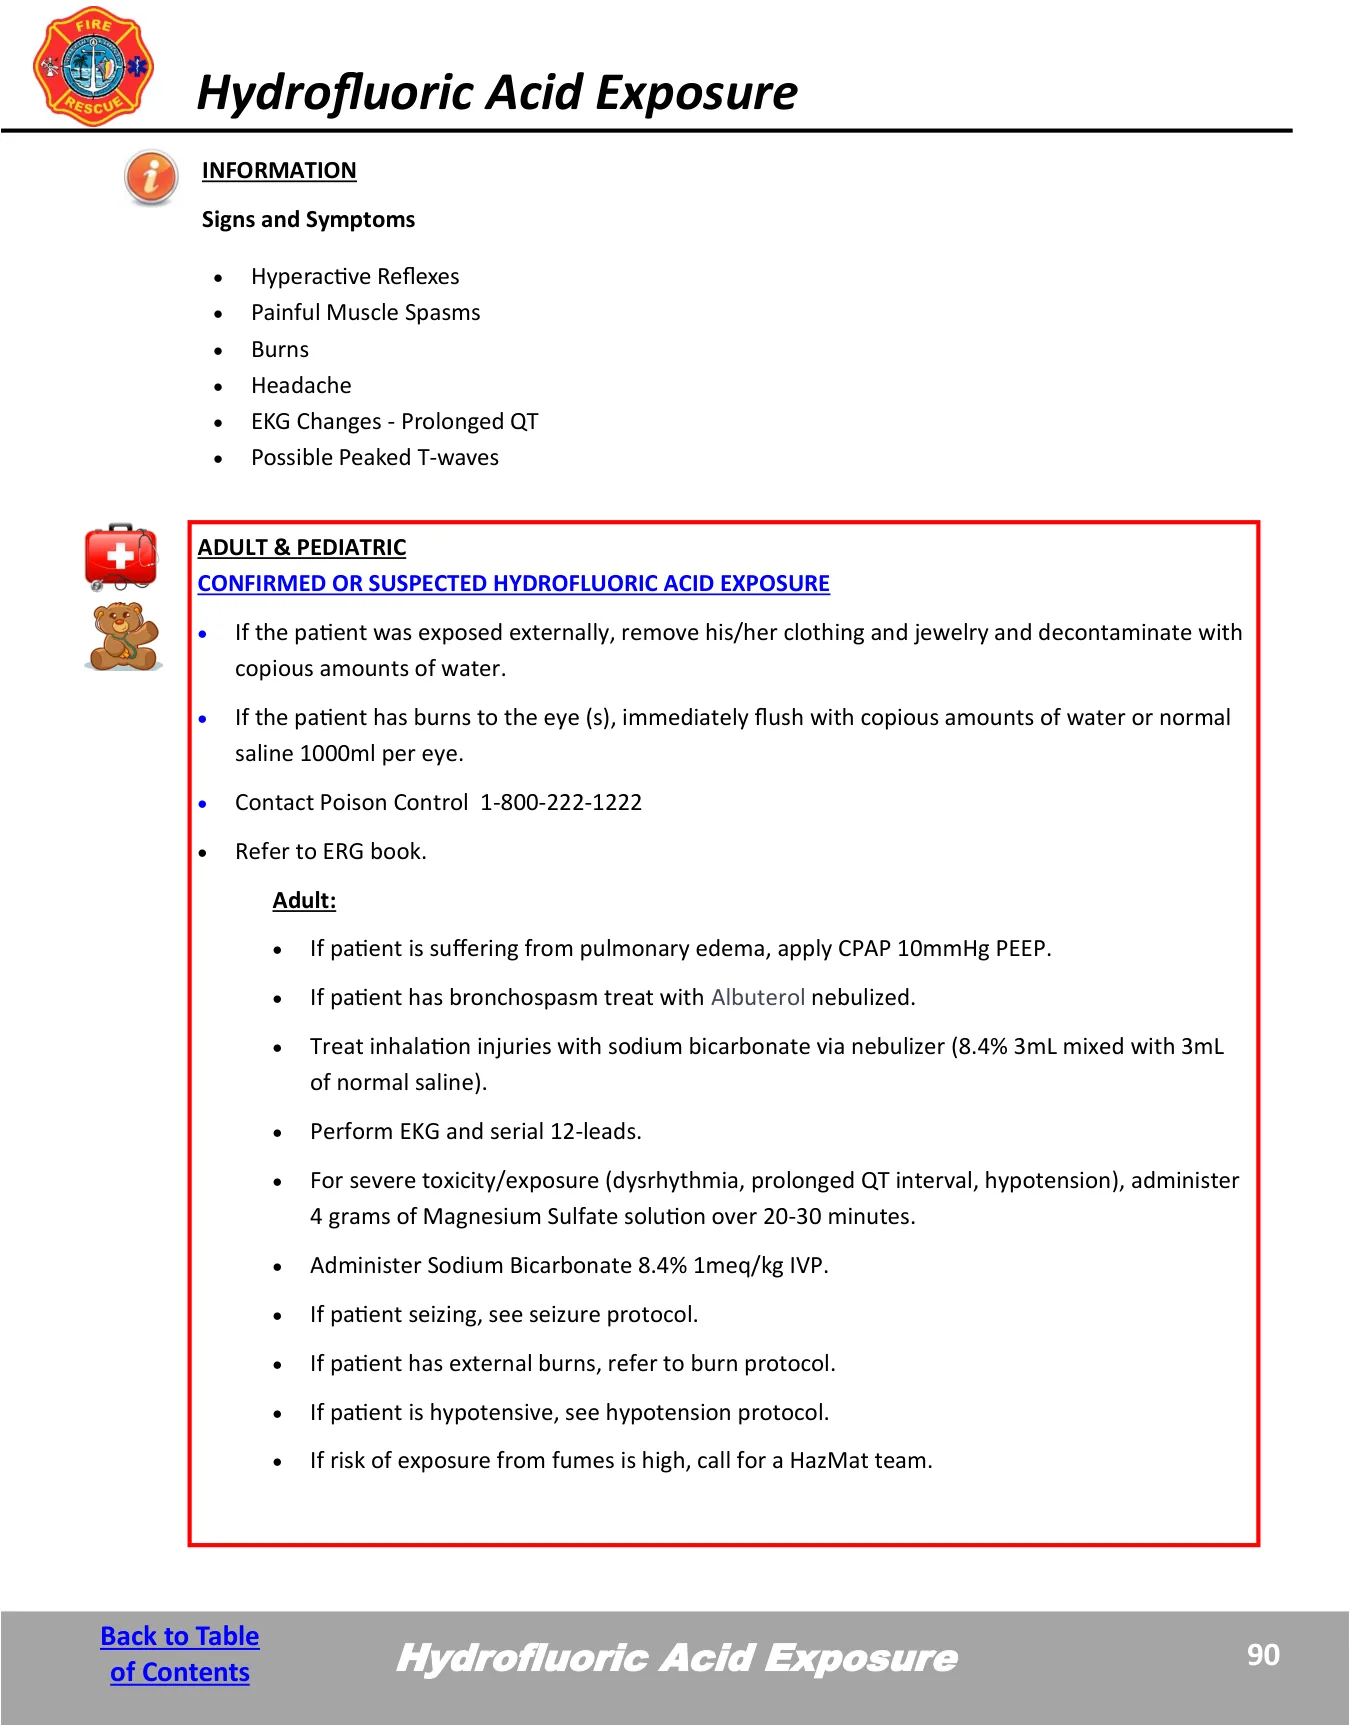 FIRE
RESCUE
Hydrofluoric Acid Exposure
INFORMATION
Signs and Symptoms
• Hyperactive Reflexes
• Painful Muscle Spasms
• Burns
• Headache
• EKG Changes - Prolonged QT
• Possible Peaked T-waves
ADULT & PEDIATRIC
CONFIRMED OR SUSPECTED HYDROFLUORIC ACID EXPOSURE
• If the patient was exposed externally, remove his/her clothing and jewelry and decontaminate with
copious amounts of water.
• If the patient has burns to the eye (s), immediately flush with copious amounts of water or normal
saline 1000ml per eye.
• Contact Poison Control  1-800-222-1222
• Refer to ERG book.
Adult:
• If patient is suffering from pulmonary edema, apply CPAP 10mmHg PEEP.
• If patient has bronchospasm treat with Albuterol nebulized.
• Treat inhalation injuries with sodium bicarbonate via nebulizer (8.4% 3mL mixed with 3mL
of normal saline).
• Perform EKG and serial 12-leads.
• For severe toxicity/exposure (dysrhythmia, prolonged QT interval, hypotension), administer
4 grams of Magnesium Sulfate solution over 20-30 minutes.
• Administer Sodium Bicarbonate 8.4% 1meq/kg IVP.
• If patient seizing, see seizure protocol.
• If patient has external burns, refer to burn protocol.
• If patient is hypotensive, see hypotension protocol.
• If risk of exposure from fumes is high, call for a HazMat team.
Back to Table
of Contents
Hydrofluoric Acid Exposure
90